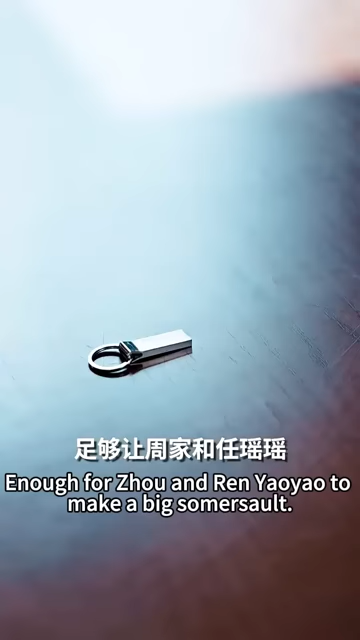 足够让周家和任瑶瑶
Enough for Zhou and Ren Yaoyao to
make a big somersault.